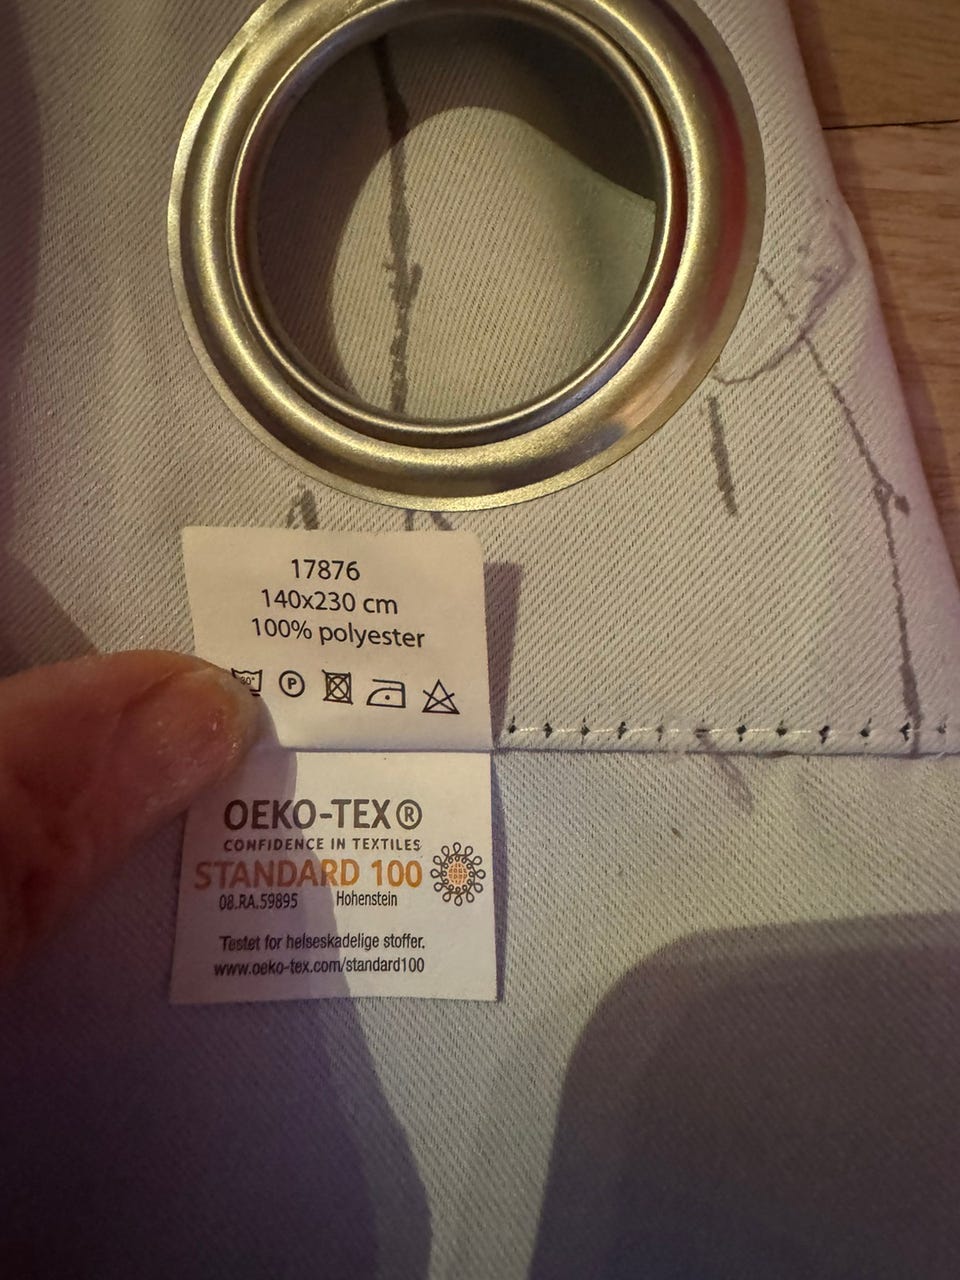 17876
140x230 cm
100% polyester
30°
P
OEKO-TEX®
CONFIDENCE IN TEXTILES
STANDARD 100
08.RA.59895 Hohenstein
Testet for helseskadelige stoffer.
www.oeko-tex.com/standard100